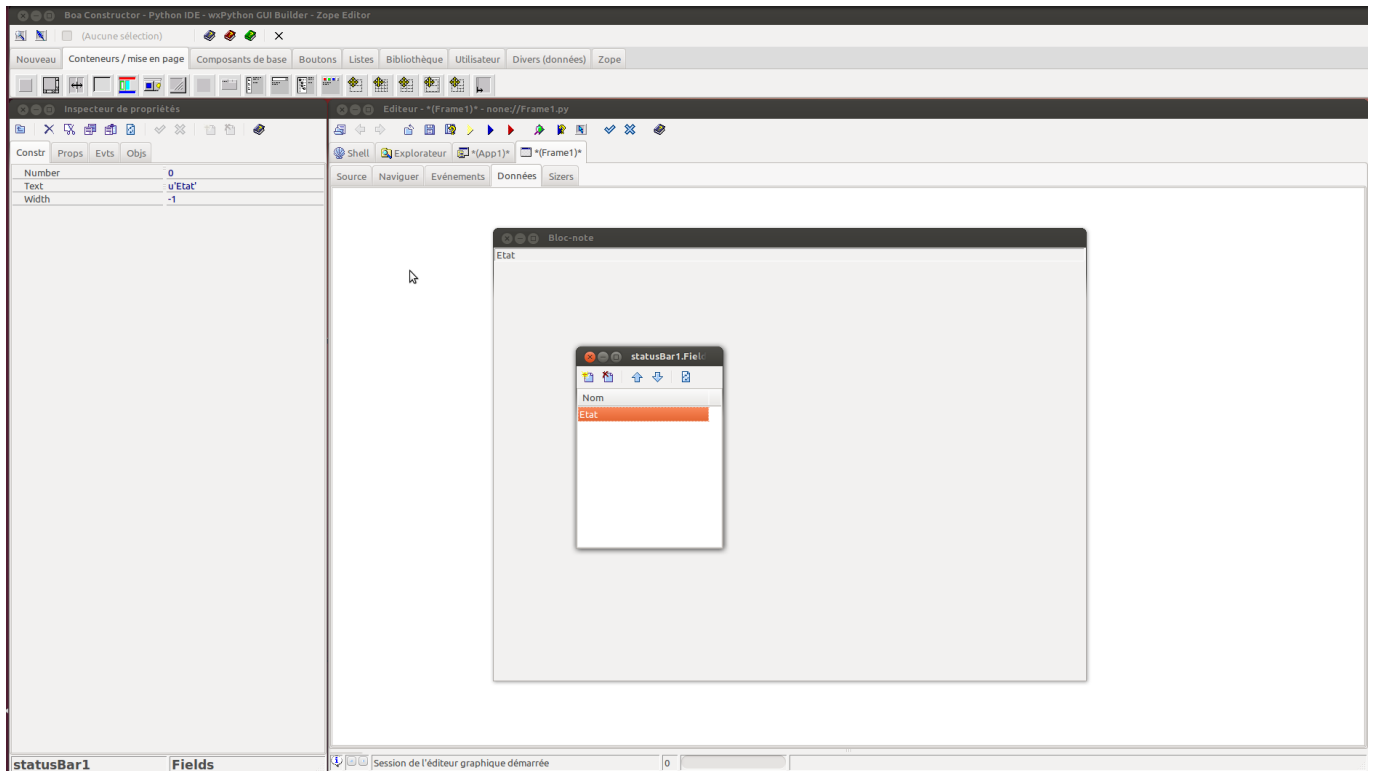 Boa Constructor - Python IDE - wxPython GUI Builder - Zope Editor
(Aucune sélection)
Nouveau Conteneurs / mise en page Composants de base Boutons Listes Bibliothèque Utilisateur Divers (données) Zope
Inspecteur de propriétés
Constr Props Evts Objs
Number 0
Text u'Etat'
Width -1
statusBar1 Fields
Editeur - *(Frame1)* - none://Frame1.py
Shell Explorateur *(App1)* *(Frame1)*
Source Naviguer Evénements Données Sizers
Bloc-note
Etat
statusBar1.Fiel
Nom
Etat
Session de l'éditeur graphique démarrée 0